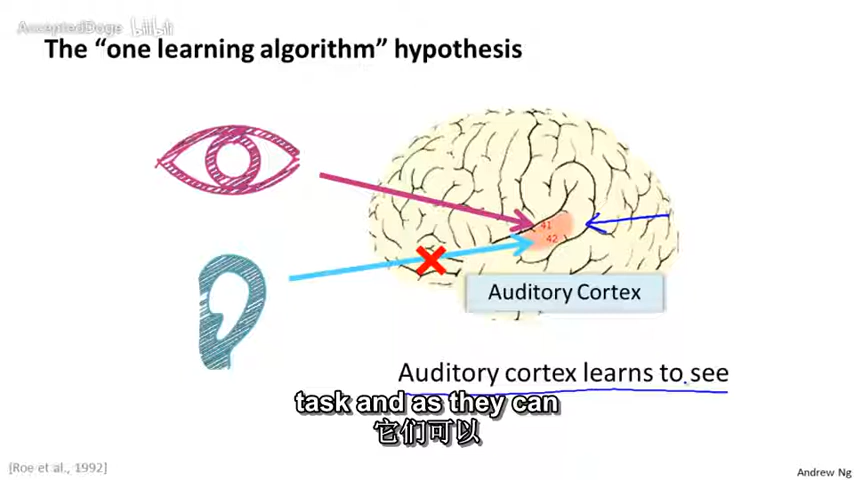 AcceptedDoge bilibili
The “one learning algorithm” hypothesis
41
42
Auditory Cortex
Auditory cortex learns to see
task and as they can
它们可以
[Roe et al., 1992]
Andrew Ng